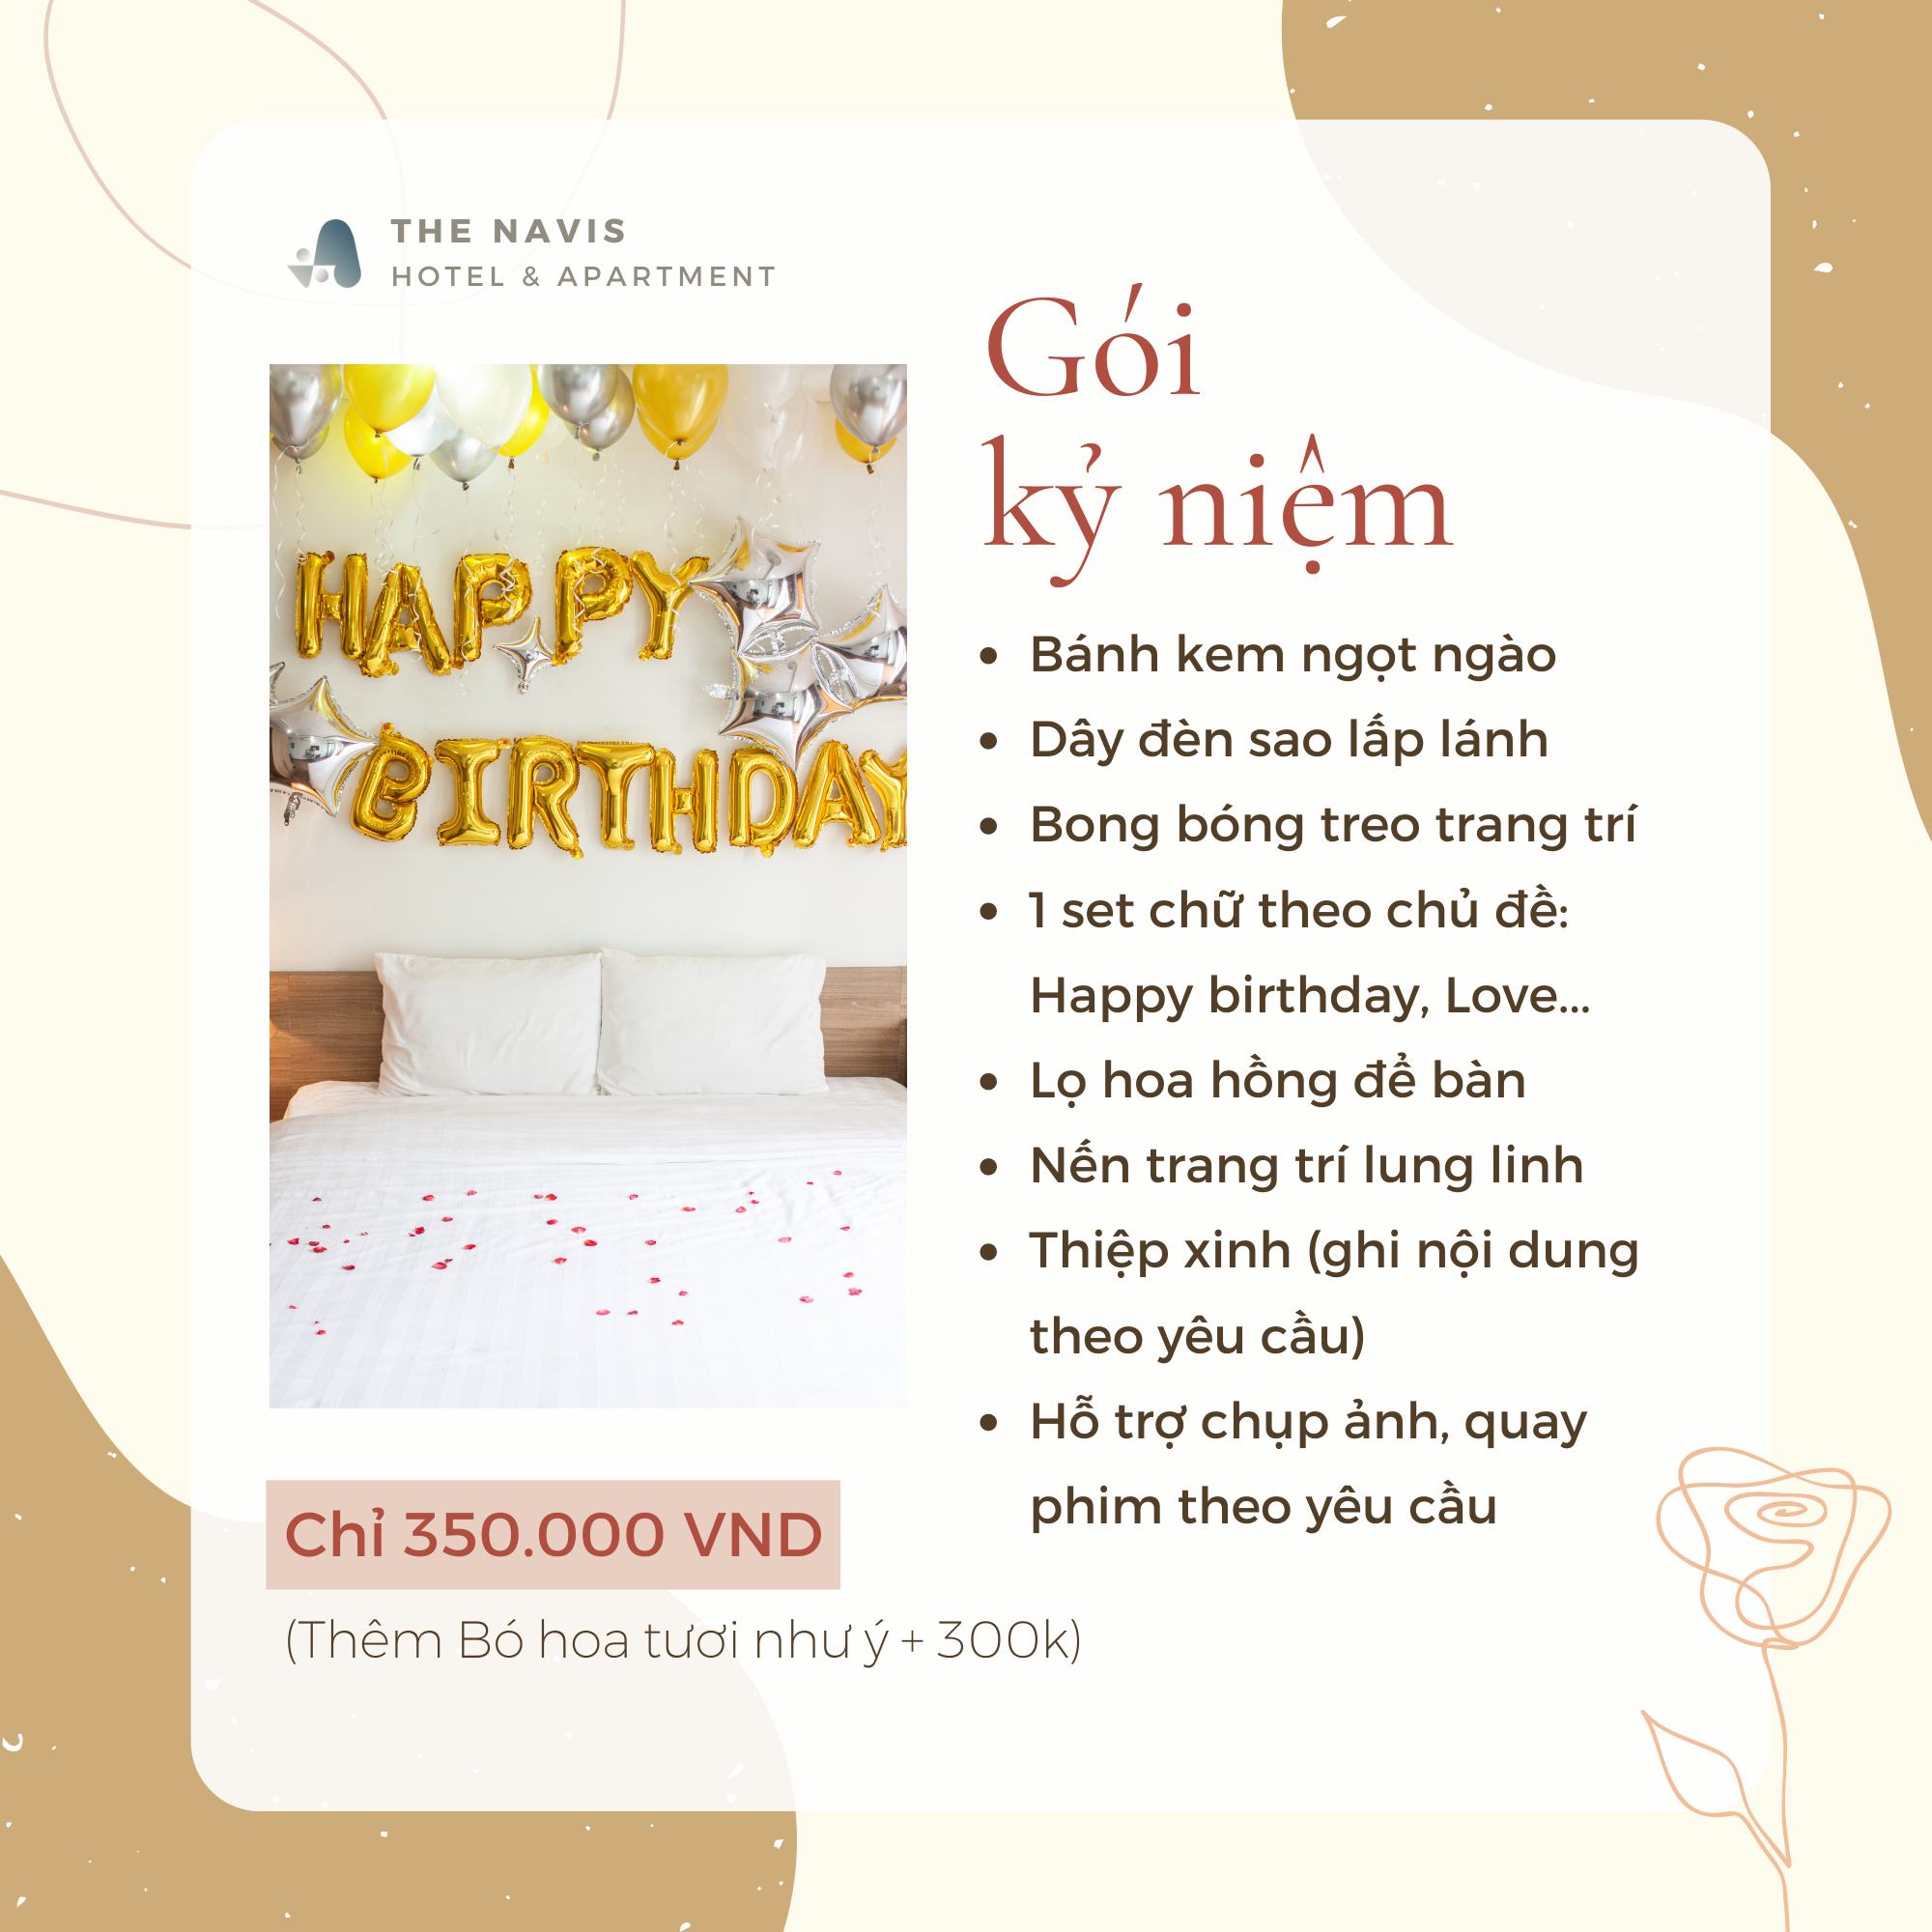 THE NAVIS
HOTEL & APARTMENT
HAPPY
BIRTHDAY
Gói
kỷ niệm
• Bánh kem ngọt ngào
• Dây đèn sao lấp lánh
• Bong bóng treo trang trí
• 1 set chữ theo chủ đề:
Happy birthday, Love...
• Lọ hoa hồng để bàn
• Nến trang trí lung linh
• Thiệp xinh (ghi nội dung
theo yêu cầu)
• Hỗ trợ chụp ảnh, quay
phim theo yêu cầu
Chỉ 350.000 VND
(Thêm Bó hoa tươi như ý + 300k)